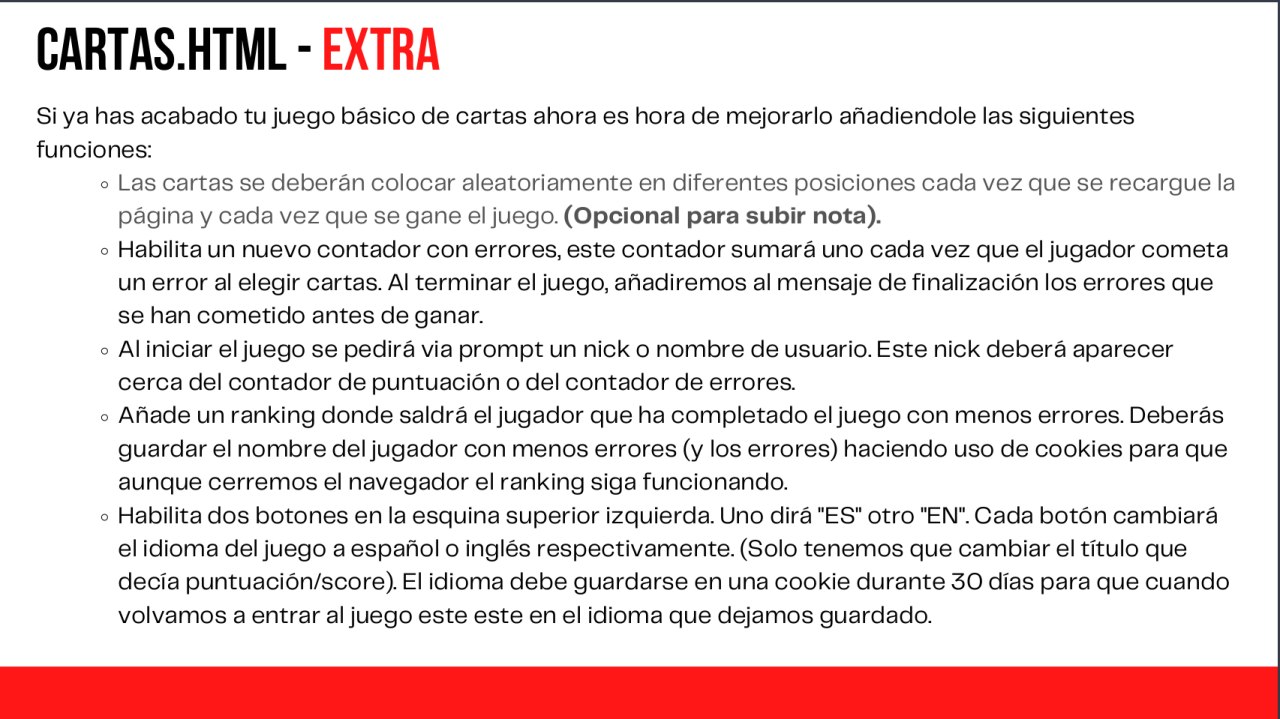 CARTAS.HTML - EXTRA
Si ya has acabado tu juego básico de cartas ahora es hora de mejorarlo añadiendole las siguientes
funciones:
◦ Las cartas se deberán colocar aleatoriamente en diferentes posiciones cada vez que se recargue la
página y cada vez que se gane el juego. (Opcional para subir nota).
◦ Habilita un nuevo contador con errores, este contador sumará uno cada vez que el jugador cometa
un error al elegir cartas. Al terminar el juego, añadiremos al mensaje de finalización los errores que
se han cometido antes de ganar.
◦ Al iniciar el juego se pedirá via prompt un nick o nombre de usuario. Este nick deberá aparecer
cerca del contador de puntuación o del contador de errores.
◦ Añade un ranking donde saldrá el jugador que ha completado el juego con menos errores. Deberás
guardar el nombre del jugador con menos errores (y los errores) haciendo uso de cookies para que
aunque cerremos el navegador el ranking siga funcionando.
◦ Habilita dos botones en la esquina superior izquierda. Uno dirá "ES" otro "EN". Cada botón cambiará
el idioma del juego a español o inglés respectivamente. (Solo tenemos que cambiar el título que
decía puntuación/score). El idioma debe guardarse en una cookie durante 30 días para que cuando
volvamos a entrar al juego este este en el idioma que dejamos guardado.